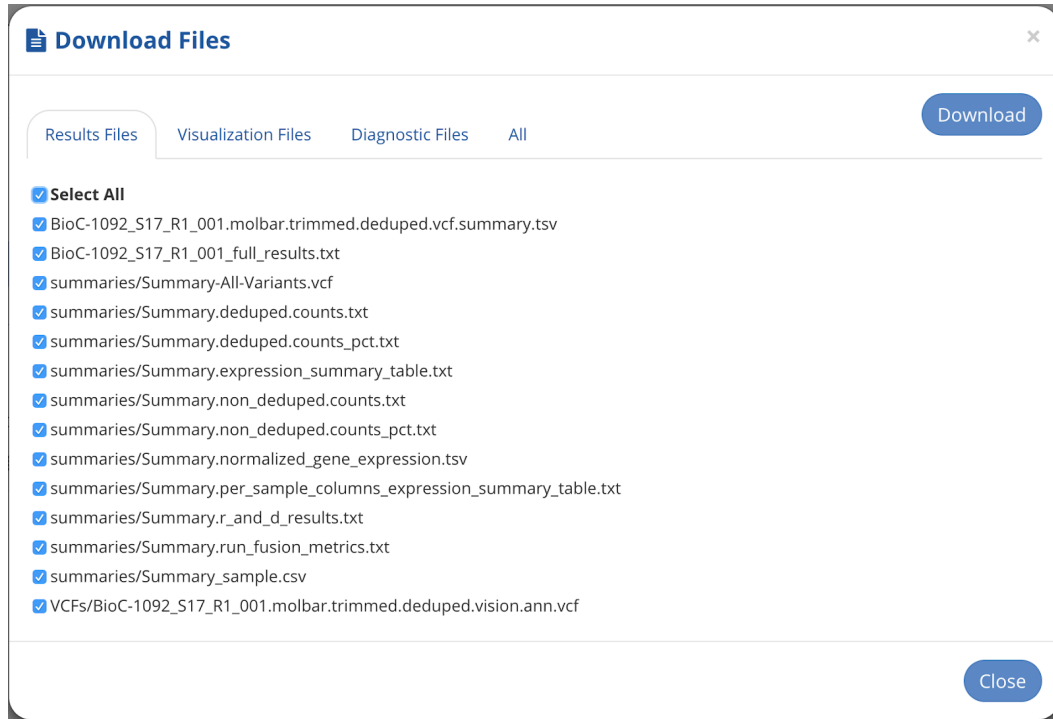 Download Files
×
Download
Results Files Visualization Files Diagnostic Files All
Select All
BioC-1092_S17_R1_001.molbar.trimmed.deduped.vcf.summary.tsv
BioC-1092_S17_R1_001_full_results.txt
summaries/Summary-All-Variants.vcf
summaries/Summary.deduped.counts.txt
summaries/Summary.deduped.counts_pct.txt
summaries/Summary.expression_summary_table.txt
summaries/Summary.non_deduped.counts.txt
summaries/Summary.non_deduped.counts_pct.txt
summaries/Summary.normalized_gene_expression.tsv
summaries/Summary.per_sample_columns_expression_summary_table.txt
summaries/Summary.r_and_d_results.txt
summaries/Summary.run_fusion_metrics.txt
summaries/Summary_sample.csv
VCFs/BioC-1092_S17_R1_001.molbar.trimmed.deduped.vision.ann.vcf
Close